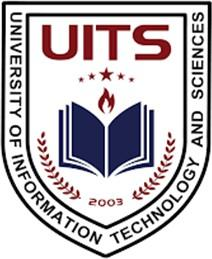 UITS
UNIVERSITY OF INFORMATION TECHNOLOGY AND SCIENCES
2003